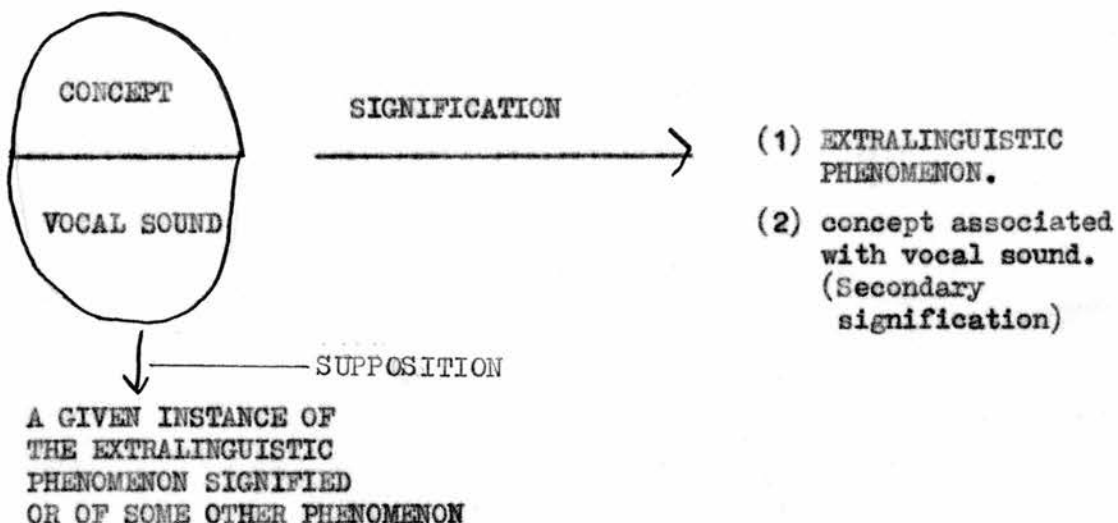 CONCEPT
SIGNIFICATION
(1) EXTRALINGUISTIC
PHENOMENON.
VOCAL SOUND
(2) concept associated
with vocal sound.
(Secondary
signification)
SUPPOSITION
A GIVEN INSTANCE OF
THE EXTRALINGUISTIC
PHENOMENON SIGNIFIED
OR OF SOME OTHER PHENOMENON